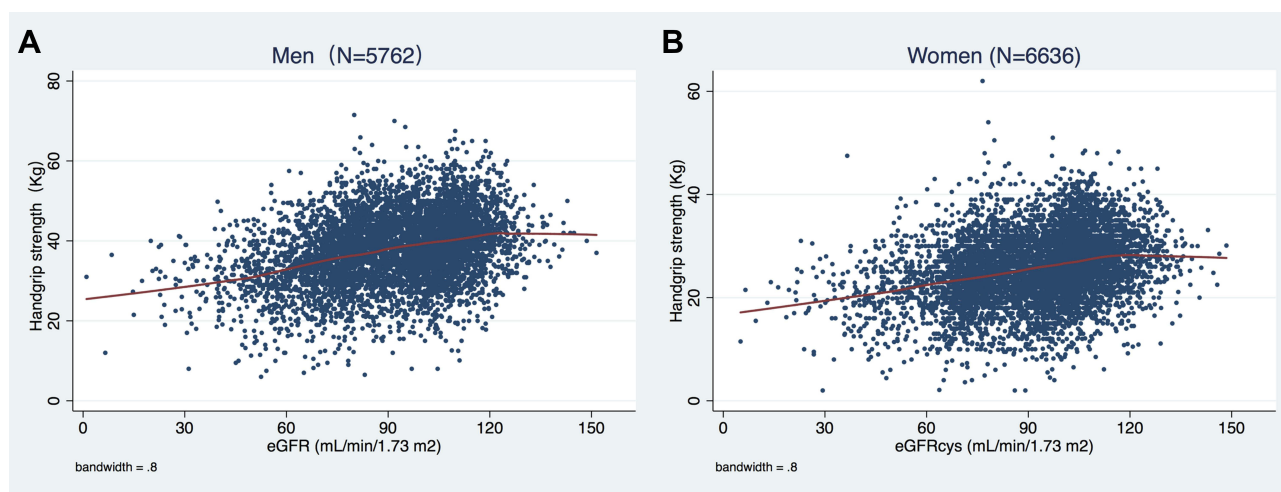 A
Men （N=5762)
Handgrip strength （Kg)
80
60
40
20
0
0 30 60 90 120 150
eGFR (mL/min/1.73 m2)
bandwidth = .8
B
Women (N=6636)
Handgrip strength (Kg)
60
40
20
0
0 30 60 90 120 150
eGFRcys (mL/min/1.73 m2)
bandwidth = .8